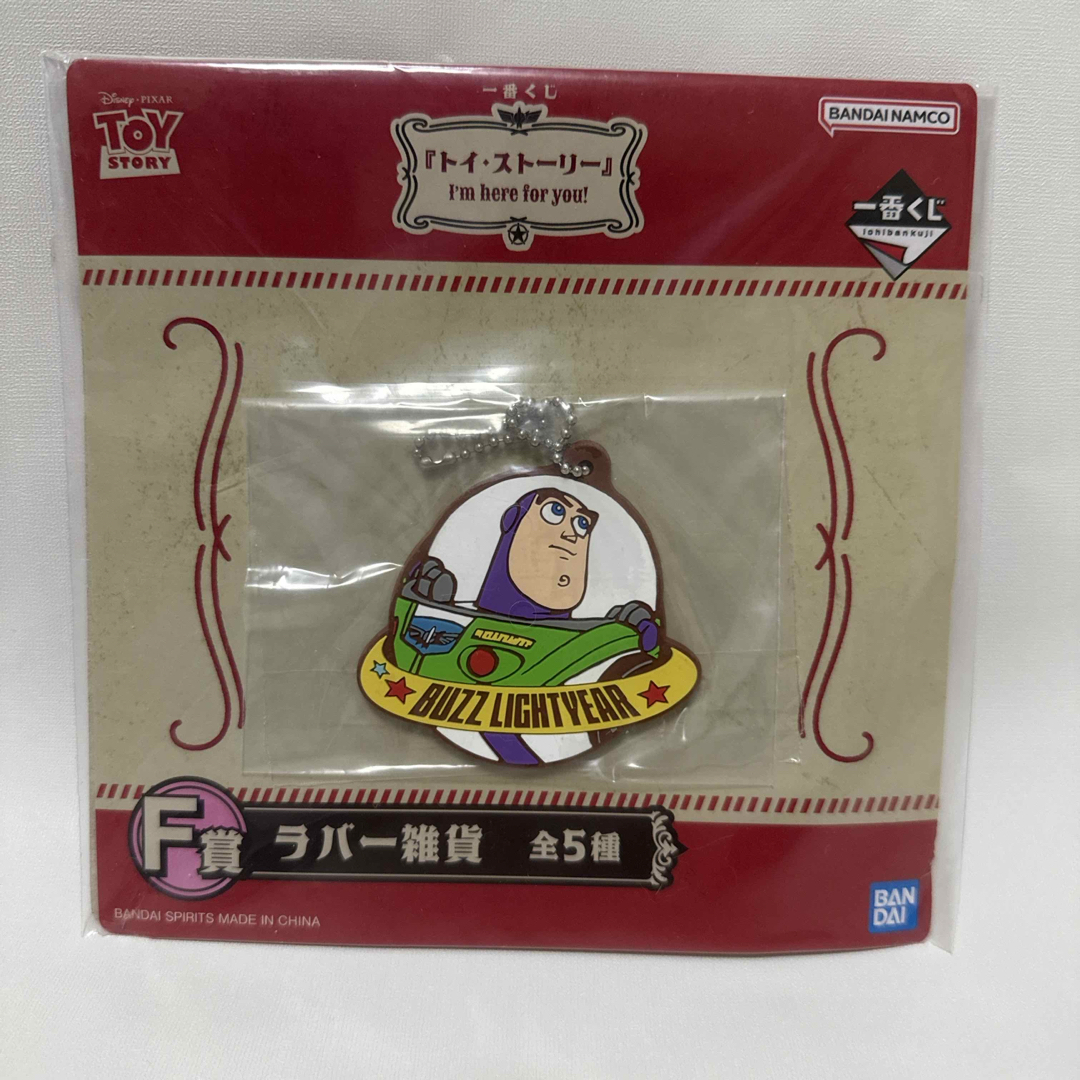 Disney·PIXAR
TOY
STORY
一番くじ
『トイ・ストーリー』
I'm here for you!
BANDAI NAMCO
一番くじ
ichibankuji
BUZZ LIGHTYEAR
F賞
ラバー雑貨 全5種
BANDAI SPIRITS MADE IN CHINA
BAN
DAI